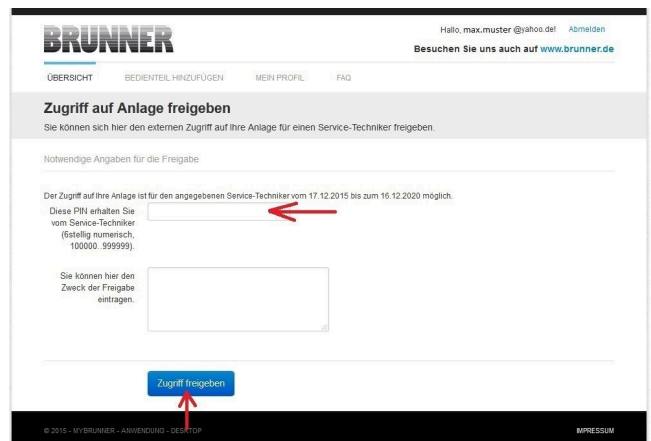 BRUNNER
Hallo, max.muster @yahoo.de! Abmelden
Besuchen Sie uns auch auf www.brunner.de
ÜBERSICHT BEDIENTEIL HINZUFÜGEN MEIN PROFIL FAQ
Zugriff auf Anlage freigeben
Sie können sich hier den externen Zugriff auf Ihre Anlage für einen Service-Techniker freigeben.
Notwendige Angaben für die Freigabe
Der Zugriff auf Ihre Anlage ist für den angegebenen Service-Techniker vom 17.12.2015 bis zum 16.12.2020 möglich.
Diese PIN erhalten Sie
vom Service-Techniker
(6stellig numerisch,
100000..999999).
Sie können hier den
Zweck der Freigabe
eintragen.
Zugriff freigeben
© 2015 - MYBRUNNER - ANWENDUNG - DESKTOP
IMPRESSUM